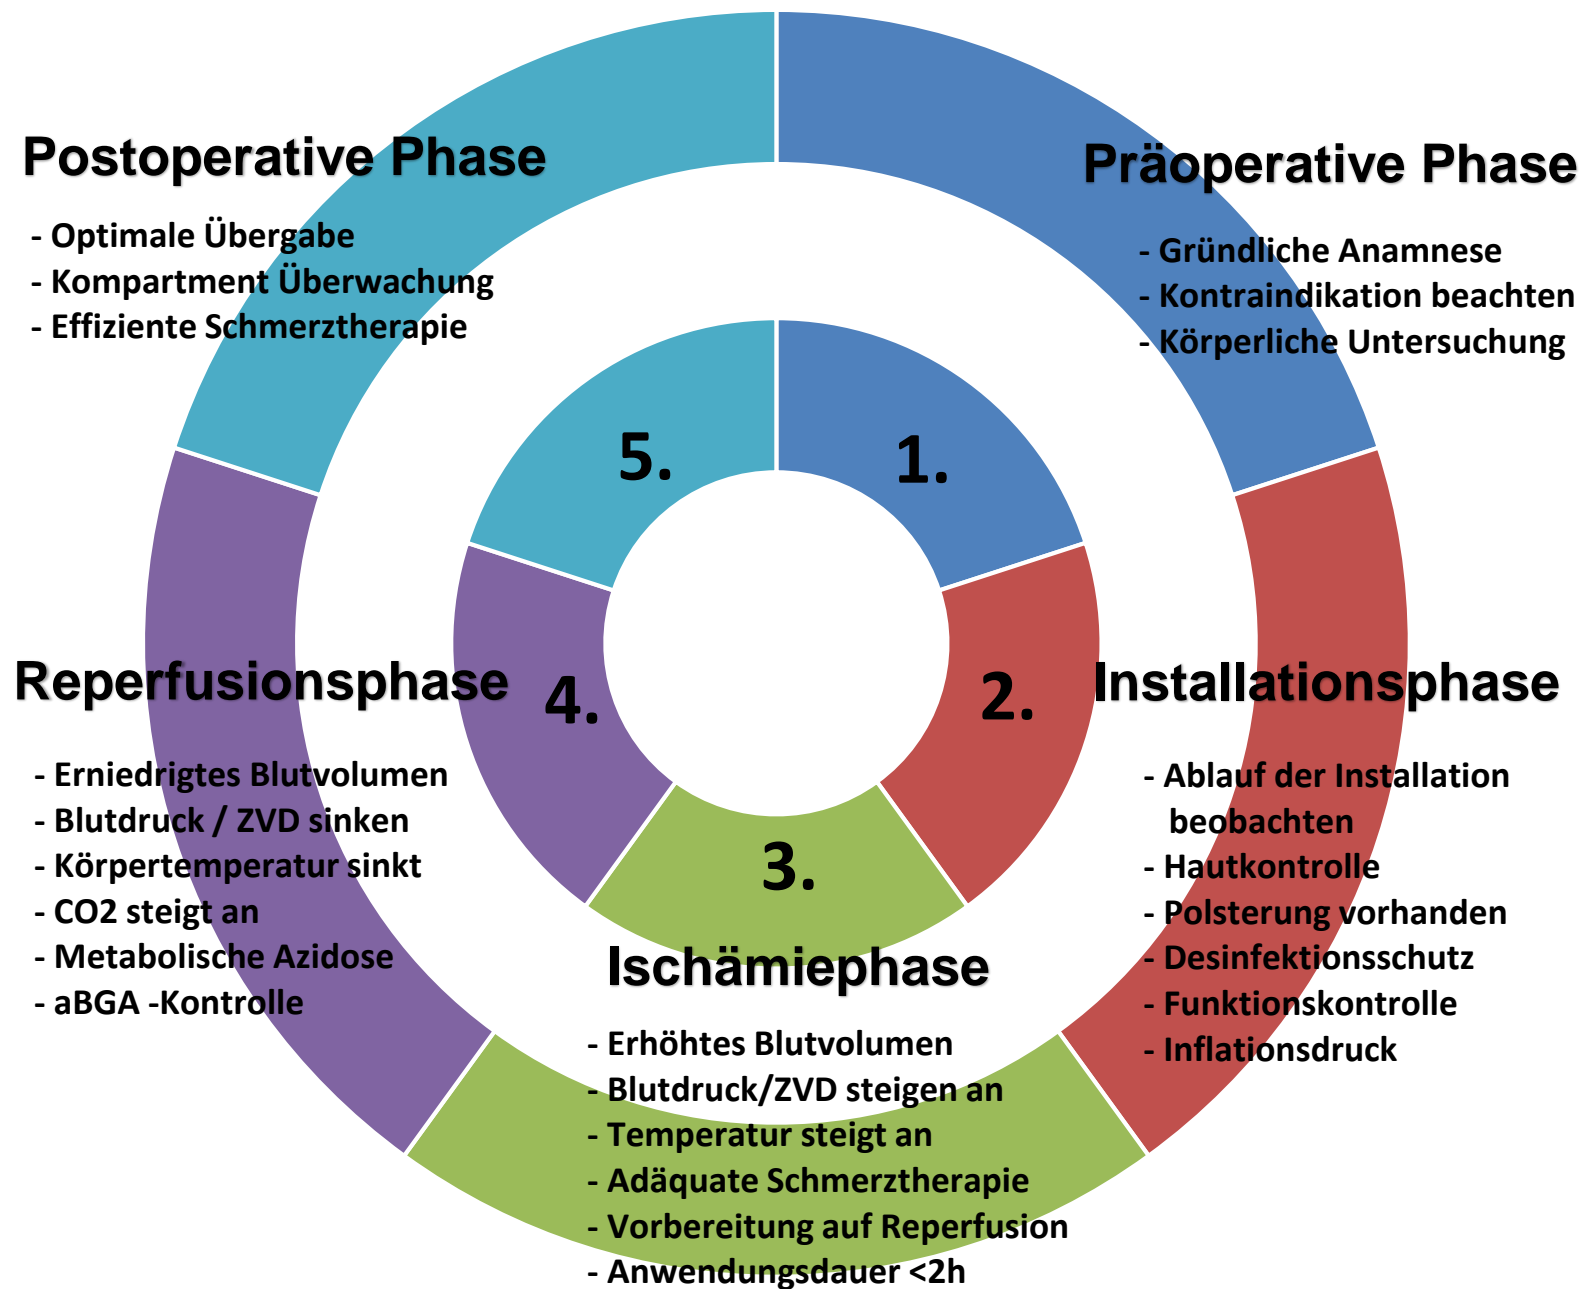 Postoperative Phase
- Optimale Übergabe
- Kompartment Überwachung
- Effiziente Schmerztherapie
Präoperative Phase
- Gründliche Anamnese
- Kontraindikation beachten
- Körperliche Untersuchung
5.
1.
4.
2.
3.
Reperfusionsphase
- Erniedrigtes Blutvolumen
- Blutdruck / ZVD sinken
- Körpertemperatur sinkt
- CO2 steigt an
- Metabolische Azidose
- aBGA -Kontrolle
Installationsphase
- Ablauf der Installation
beobachten
- Hautkontrolle
- Polsterung vorhanden
- Desinfektionsschutz
- Funktionskontrolle
- Inflationsdruck
Ischämiephase
- Erhöhtes Blutvolumen
- Blutdruck/ZVD steigen an
- Temperatur steigt an
- Adäquate Schmerztherapie
- Vorbereitung auf Reperfusion
- Anwendungsdauer <2h